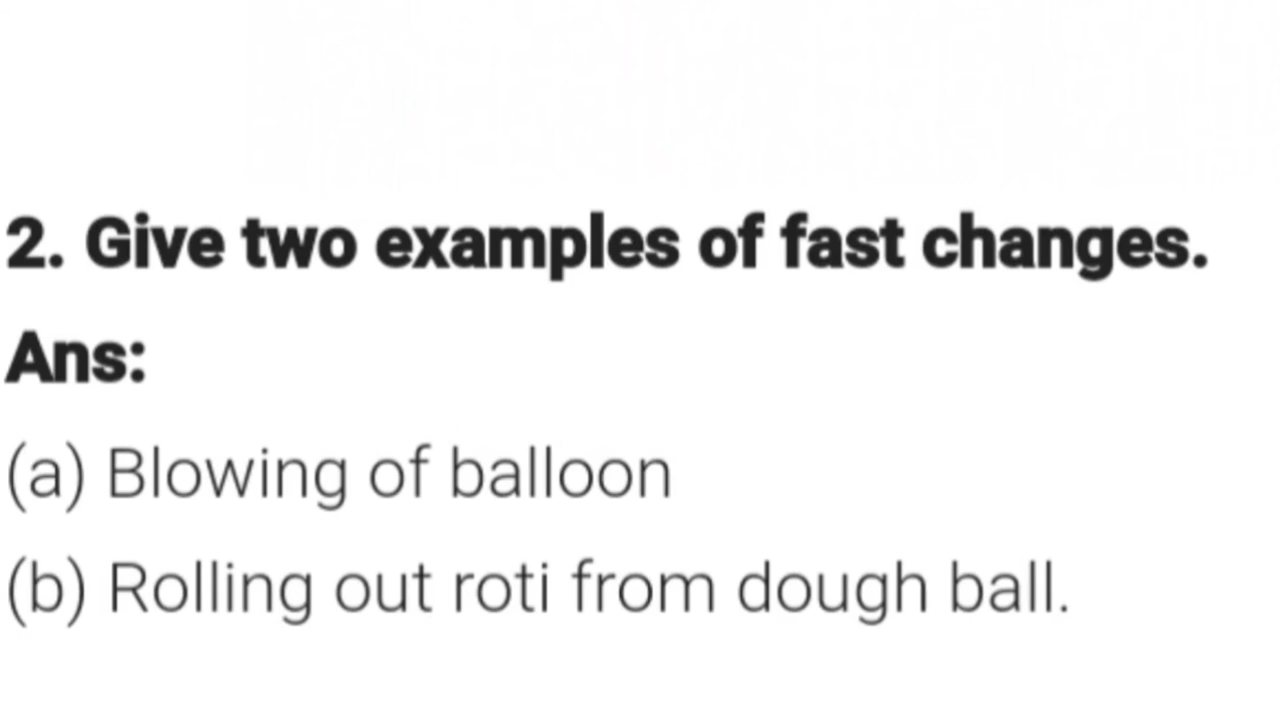 2. Give two examples of fast changes.
Ans:
(a) Blowing of balloon
(b) Rolling out roti from dough ball.